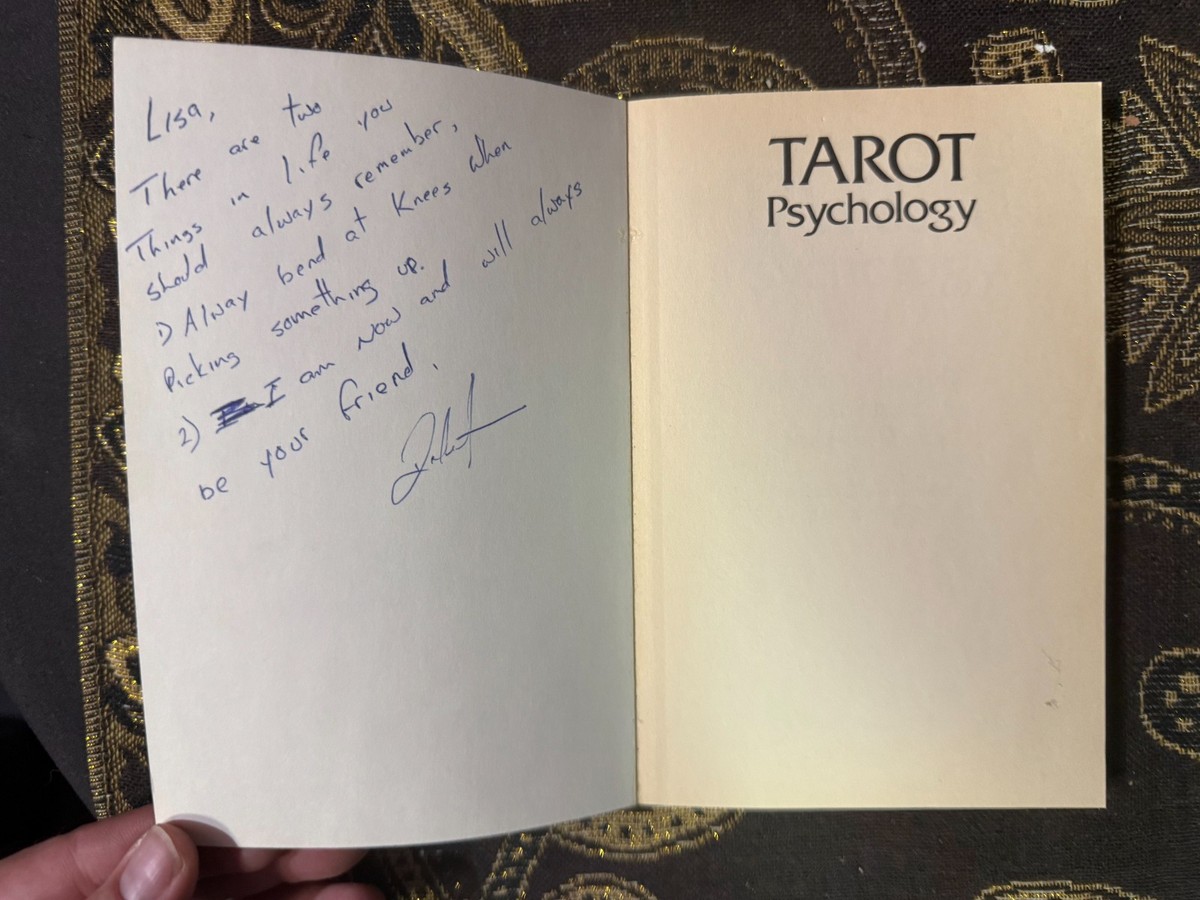 Lisa,
There are two
Things in life you
should always remember,
1) Alway bend at Knees when
Picking something up.
2) I am now and will always
be your friend.
TAROT
Psychology